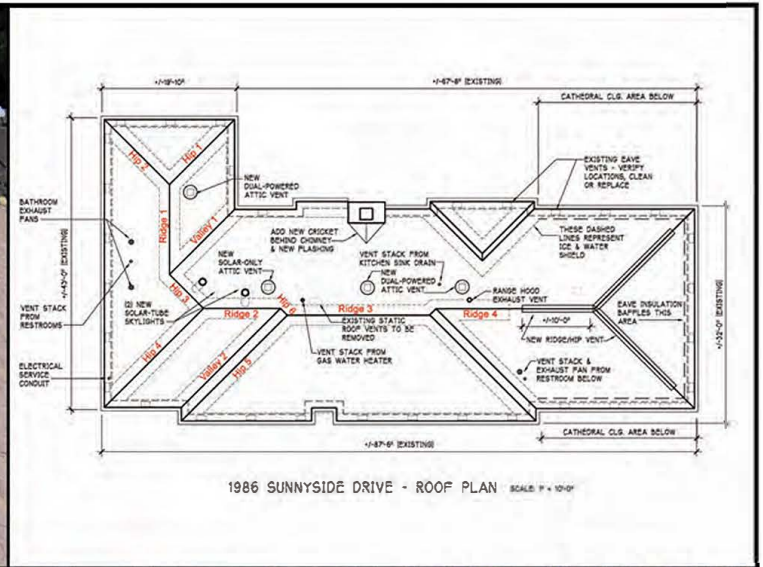 +/-19'-10"
+/-67'-8" (EXISTING)
CATHEDRAL CLG. AREA BELOW
EXISTING EAVE
VENTS - VERIFY
LOCATIONS, CLEAN
OR REPLACE
Hip 2
Hip 1
NEW
DUAL-POWERED
ATTIC VENT
BATHROOM
EXHAUST
FANS
Ridge 1
Valley 1
ADD NEW CRICKET
BEHIND CHIMNEY
& NEW FLASHING
THESE DASHED
LINES REPRESENT
ICE & WATER
SHIELD
+/-43'-0" (EXISTING)
NEW
SOLAR-ONLY
ATTIC VENT
VENT STACK FROM
KITCHEN SINK DRAIN
NEW
DUAL-POWERED
ATTIC VENT
RANGE HOOD
EXHAUST VENT
VENT STACK
FROM
RESTROOMS
(2) NEW
SOLAR-TUBE
SKYLIGHTS
Hip 3
Ridge 2
Hip 6
Ridge 3
Ridge 4
EXISTING STATIC
ROOF VENTS TO BE
REMOVED
+/-10'-0"
NEW RIDGE/HIP VENT
EAVE INSULATION
BAFFLES THIS
AREA
+/-32'-0" (EXISTING)
Hip 4
Valley 2
Hip 5
VENT STACK FROM
GAS WATER HEATER
VENT STACK &
EXHAUST FAN FROM
RESTROOM BELOW
ELECTRICAL
SERVICE
CONDUIT
CATHEDRAL CLG. AREA BELOW
+/-87'-6" (EXISTING)
1986 SUNNYSIDE DRIVE - ROOF PLAN SCALE: 1" = 10'-0"